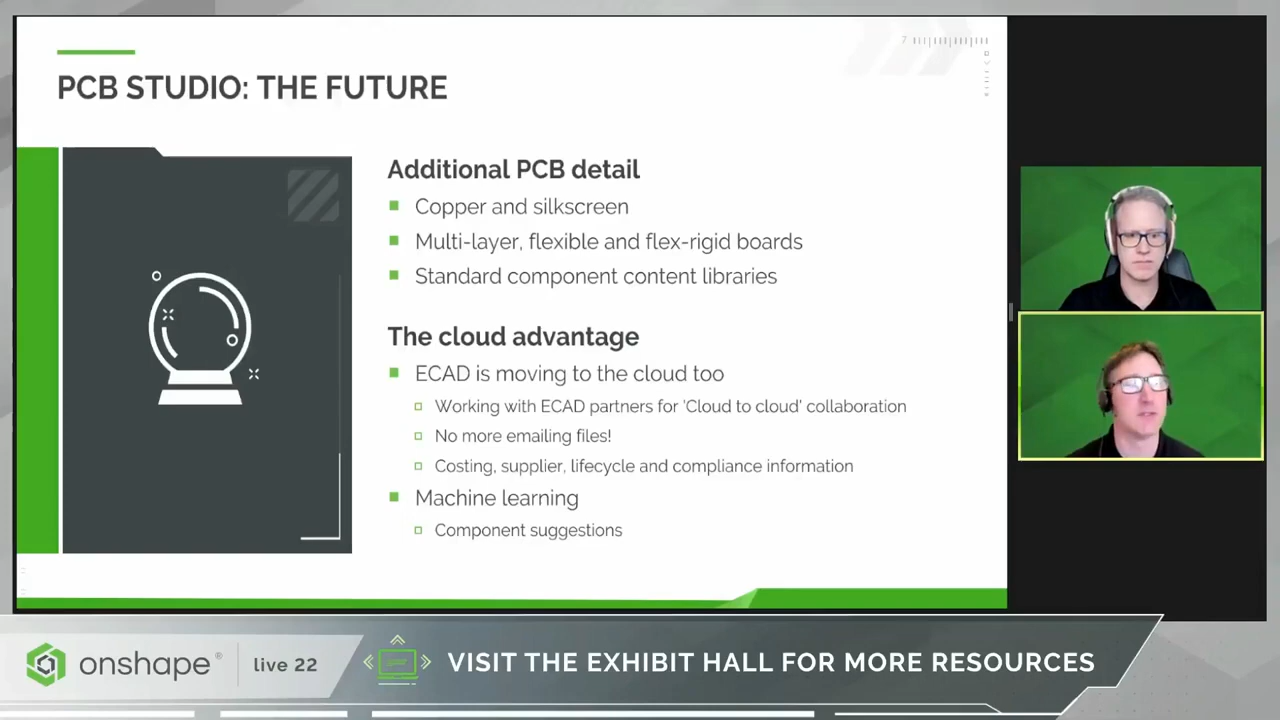 7
PCB STUDIO: THE FUTURE
Additional PCB detail
Copper and silkscreen
Multi-layer, flexible and flex-rigid boards
Standard component content libraries
The cloud advantage
ECAD is moving to the cloud too
Working with ECAD partners for 'Cloud to cloud' collaboration
No more emailing files!
Costing, supplier, lifecycle and compliance information
Machine learning
Component suggestions
onshape® live 22
VISIT THE EXHIBIT HALL FOR MORE RESOURCES